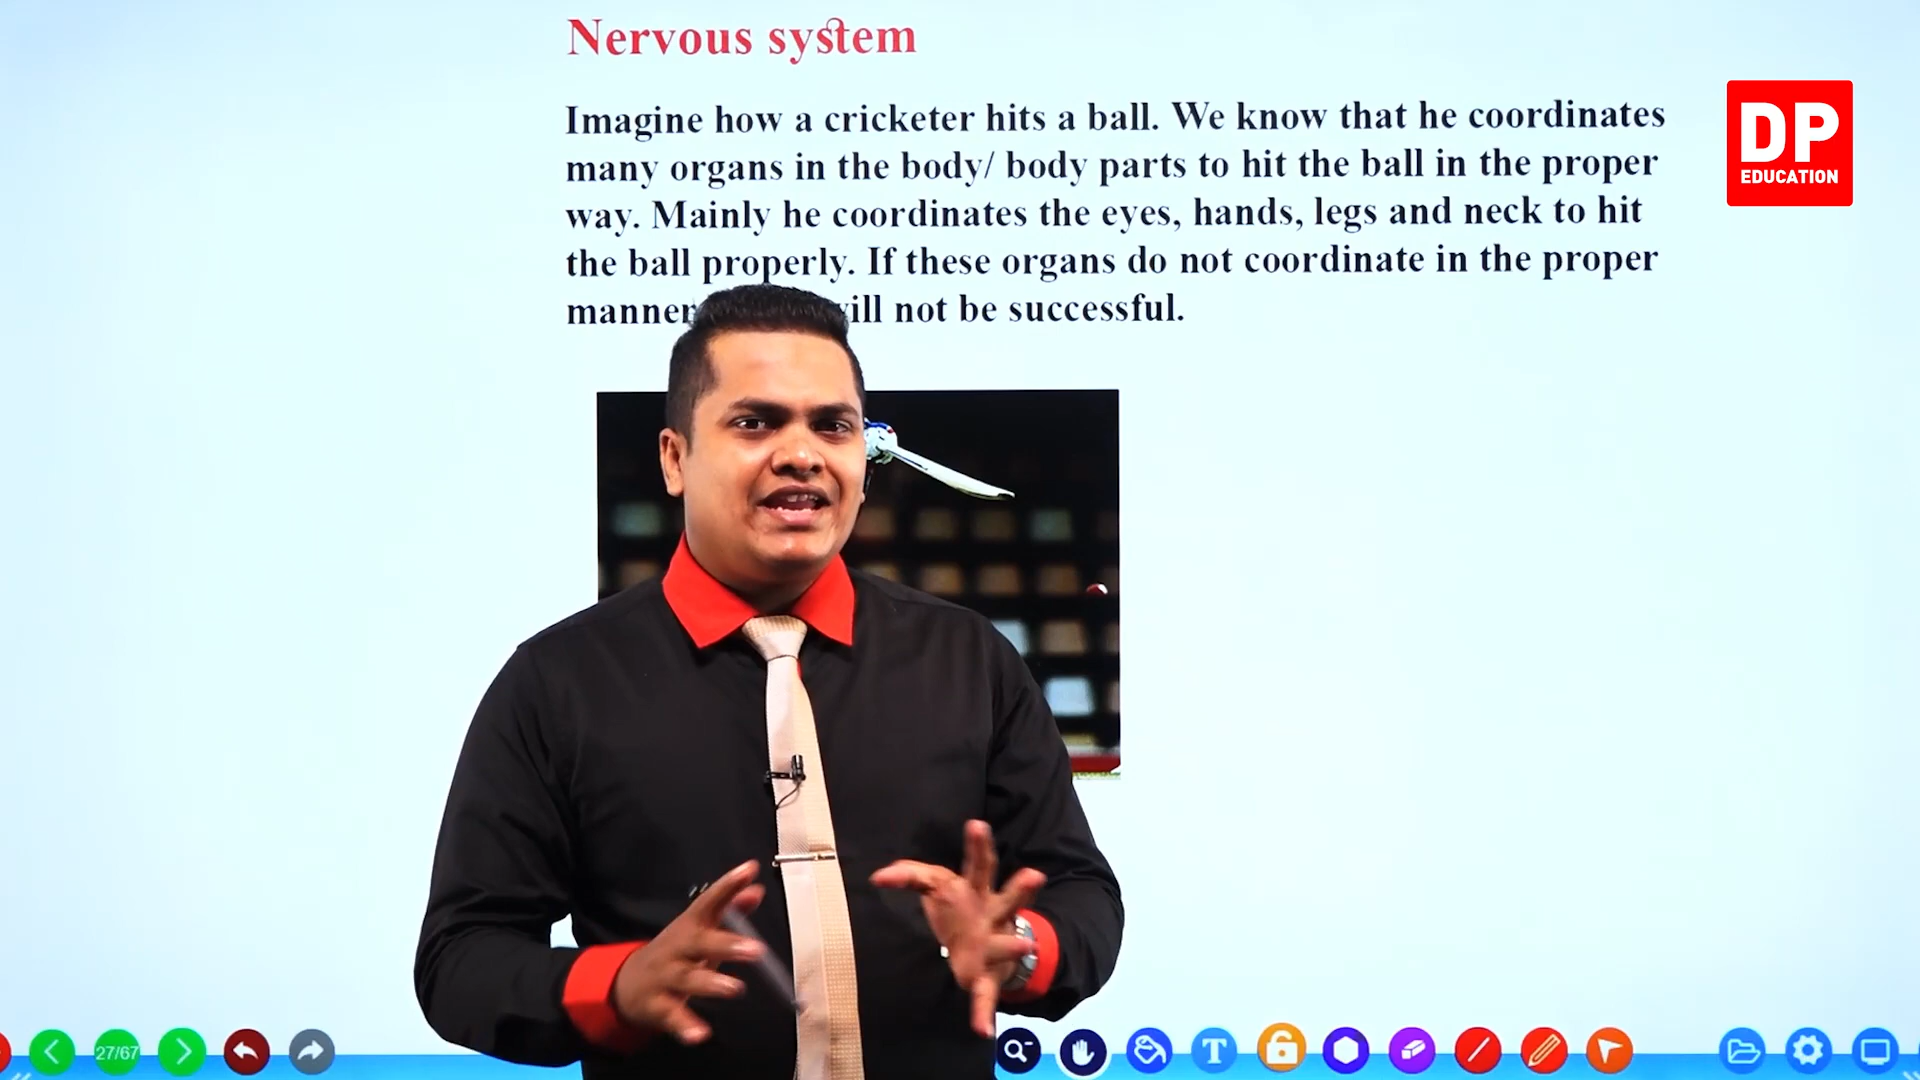 Nervous system
Imagine how a cricketer hits a ball. We know that he coordinates
many organs in the body/ body parts to hit the ball in the proper
way. Mainly he coordinates the eyes, hands, legs and neck to hit
the ball properly. If these organs do not coordinate in the proper
manner will not be successful.
DP
EDUCATION
27/67
T